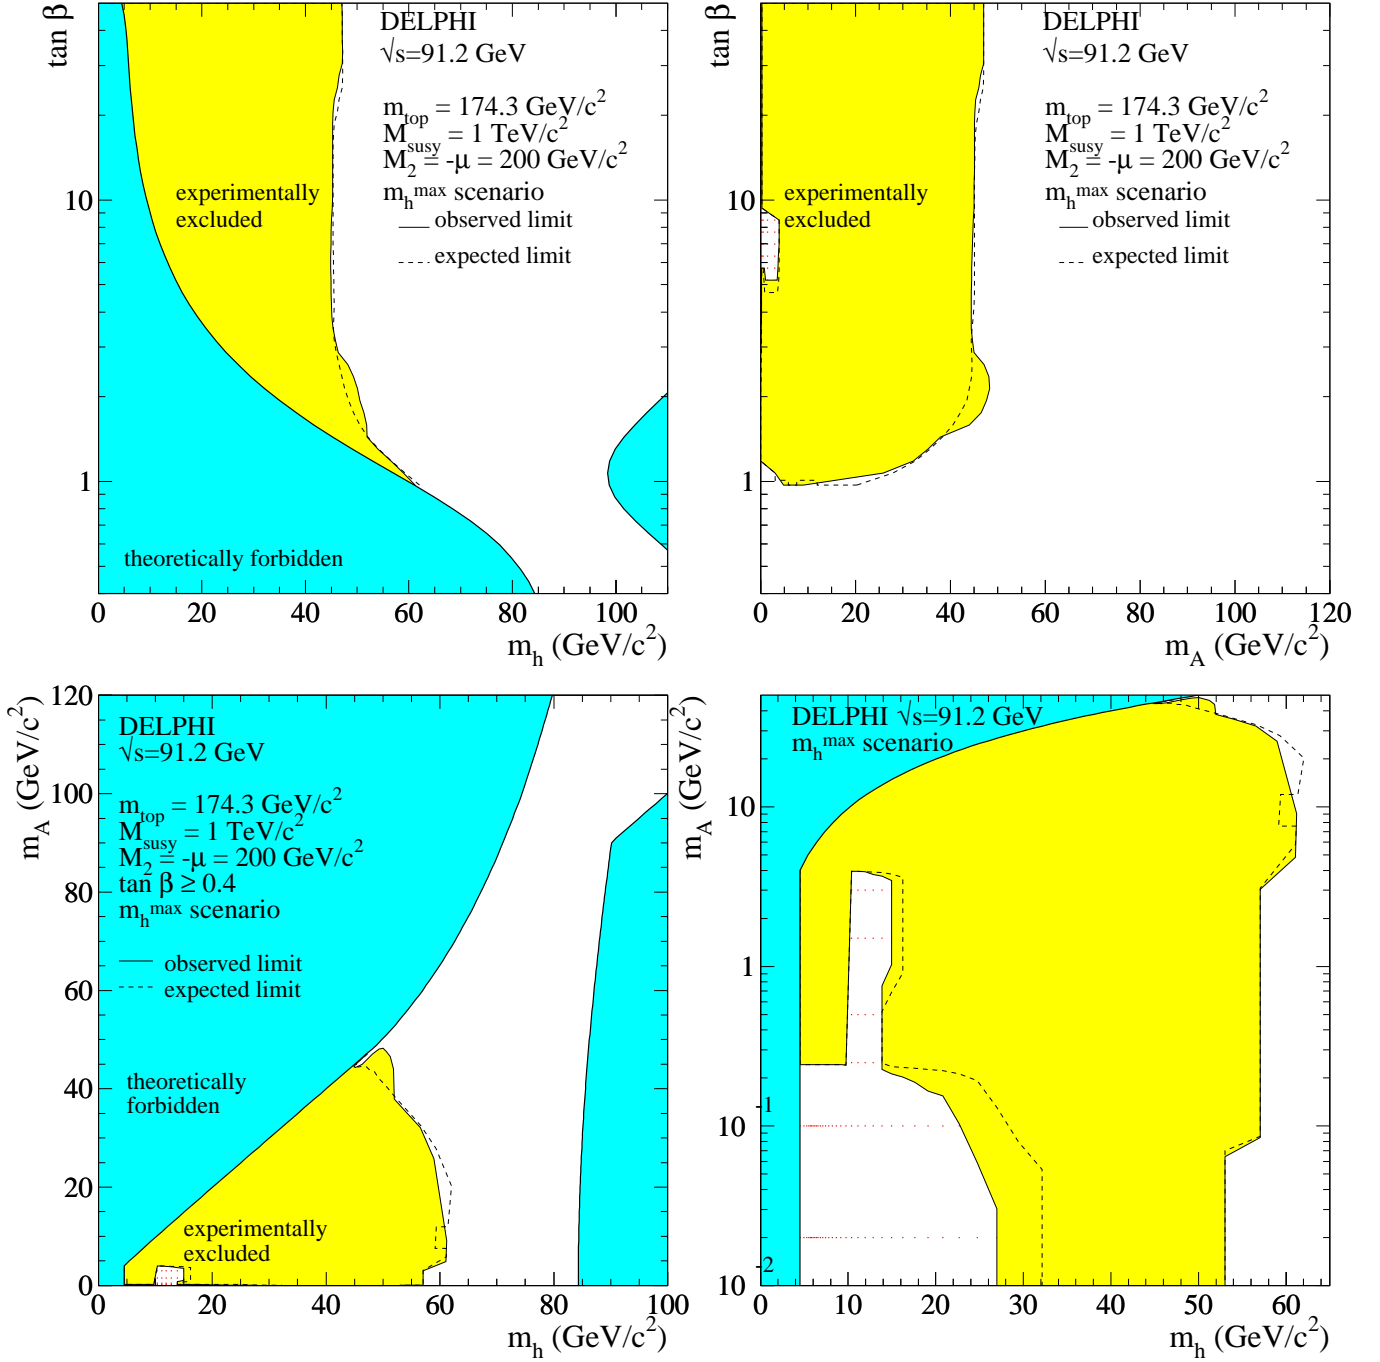 tan β
DELPHI
√s=91.2 GeV
m_top = 174.3 GeV/c²
M_susy = 1 TeV/c²
M₂ = -μ = 200 GeV/c²
m_h^max scenario
observed limit
expected limit
experimentally
excluded
theoretically forbidden
10
1
0 20 40 60 80 100
m_h (GeV/c²)
tan β
DELPHI
√s=91.2 GeV
m_top = 174.3 GeV/c²
M_susy = 1 TeV/c²
M₂ = -μ = 200 GeV/c²
m_h^max scenario
observed limit
expected limit
experimentally
excluded
10
1
0 20 40 60 80 100 120
m_A (GeV/c²)
m_A (GeV/c²)
120
100
80
60
40
20
0
DELPHI
√s=91.2 GeV
m_top = 174.3 GeV/c²
M_susy = 1 TeV/c²
M₂ = -μ = 200 GeV/c²
tan β ≥ 0.4
m_h^max scenario
observed limit
expected limit
theoretically
forbidden
experimentally
excluded
0 20 40 60 80 100
m_h (GeV/c²)
m_A (GeV/c²)
DELPHI √s=91.2 GeV
m_h^max scenario
10
1
10⁻¹
10⁻²
0 10 20 30 40 50 60
m_h (GeV/c²)